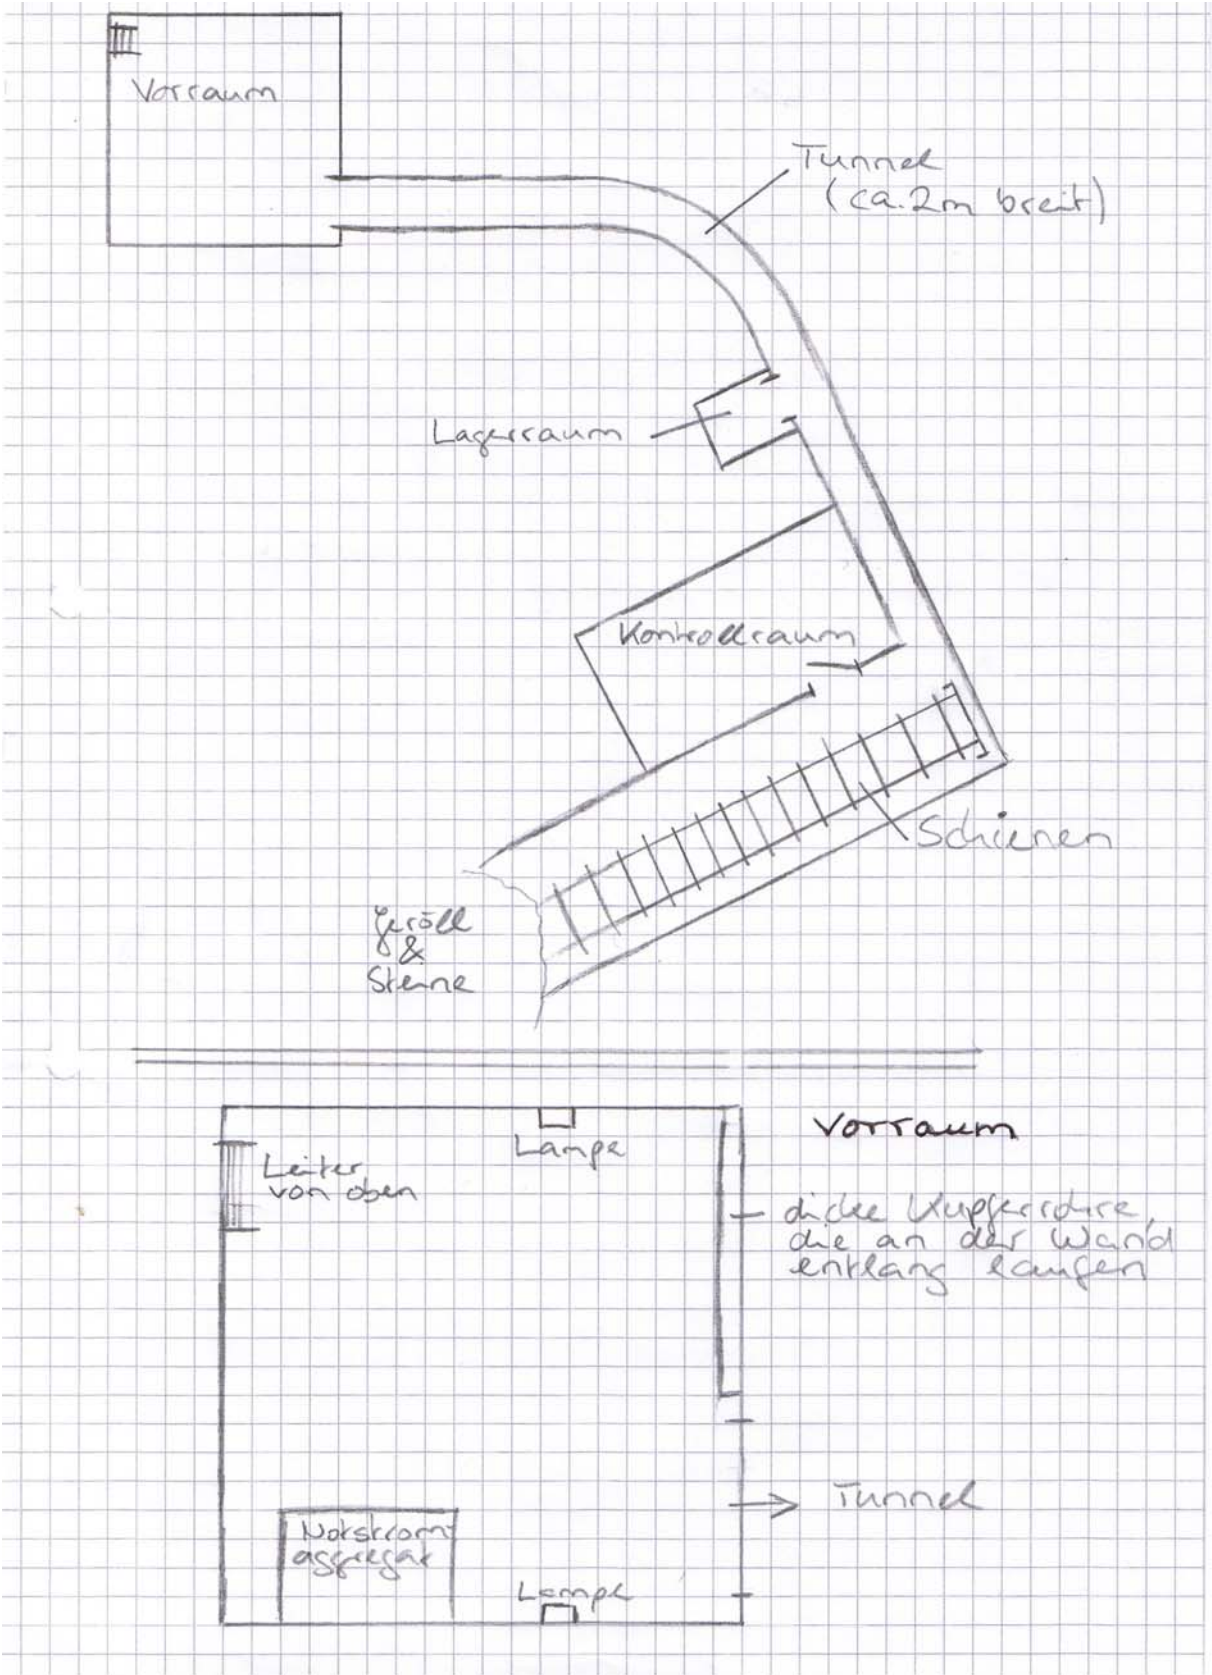 Vorraum
Tunnel
(ca. 2m breit)
Lagerraum
Kontrollraum
Schienen
Geröll
&
Steine
Vorraum
Lampe
Leiter
von oben
dicke Kupferrohre,
die an der Wand
entlang laufen
Tunnel
Notstrom-
aggregat
Lampe